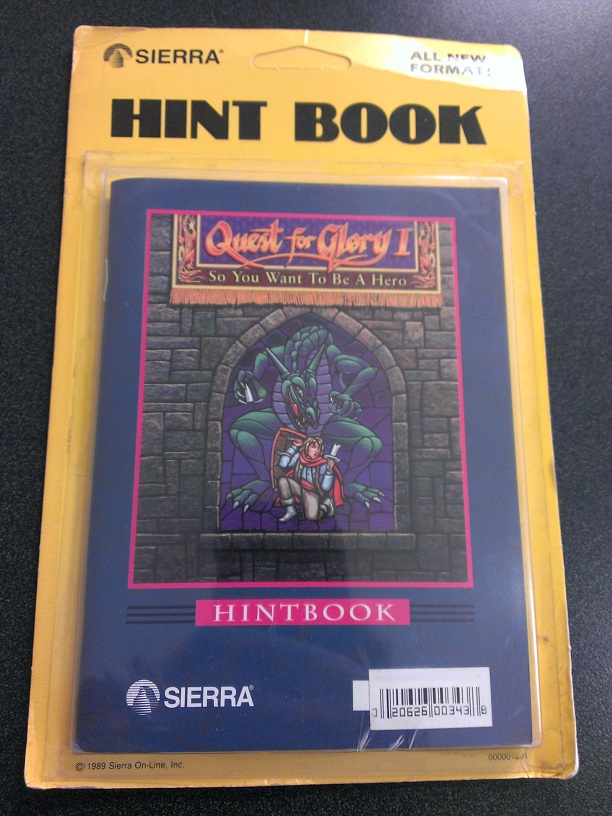 SIERRA®
ALL NEW
FORMAT!
HINT BOOK
Quest for Glory I
So You Want To Be A Hero
HINTBOOK
SIERRA®
0 20626 00343 8
© 1989 Sierra On-Line, Inc.